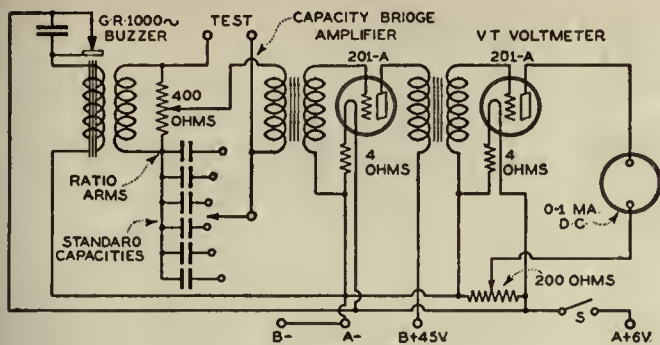 G·R·1000~
BUZZER
TEST
CAPACITY BRIDGE
AMPLIFIER
201-A
VT VOLTMETER
201-A
400
OHMS
4
OHMS
4
OHMS
RATIO
ARMS
STANDARD
CAPACITIES
0-1 MA.
D.C.
200 OHMS
S
B-
A-
B+45V.
A+6V.